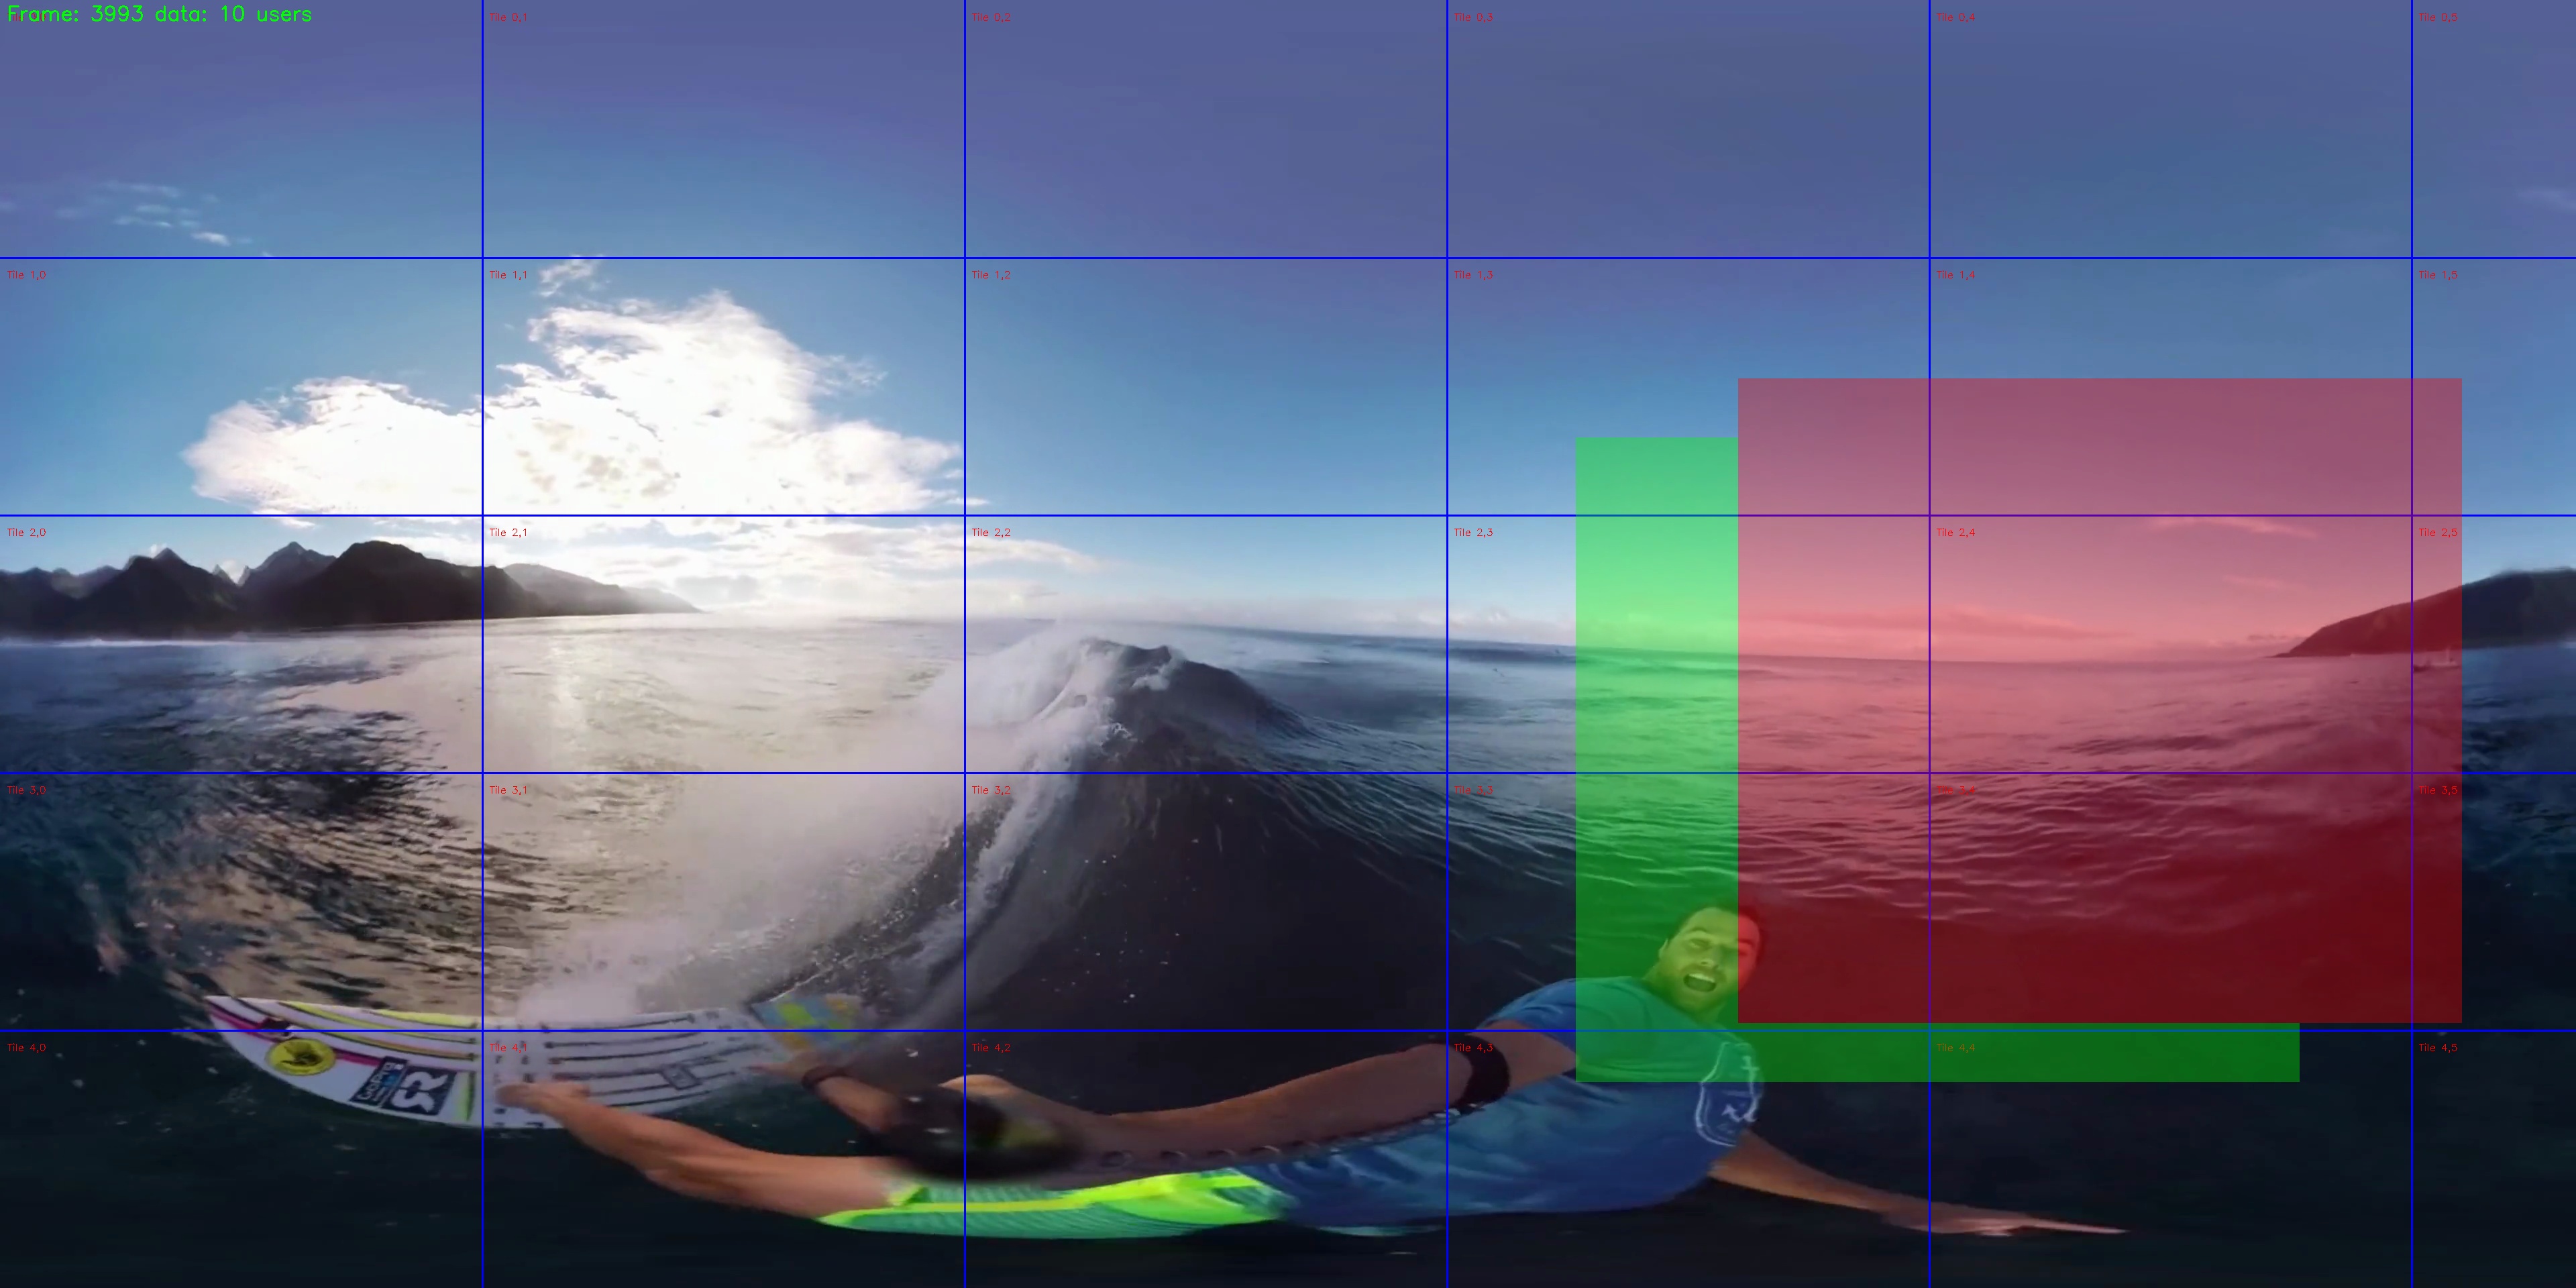 Frame: 3993 data: 10 users
Tile 0,1
Tile 0,2
Tile 0,3
Tile 0,4
Tile 0,5
Tile 1,0
Tile 1,1
Tile 1,2
Tile 1,3
Tile 1,4
Tile 1,5
Tile 2,0
Tile 2,1
Tile 2,2
Tile 2,3
Tile 2,4
Tile 2,5
Tile 3,0
Tile 3,1
Tile 3,2
Tile 3,3
Tile 3,4
Tile 3,5
Tile 4,0
Tile 4,1
Tile 4,2
Tile 4,3
Tile 4,4
Tile 4,5
GoPro
SR